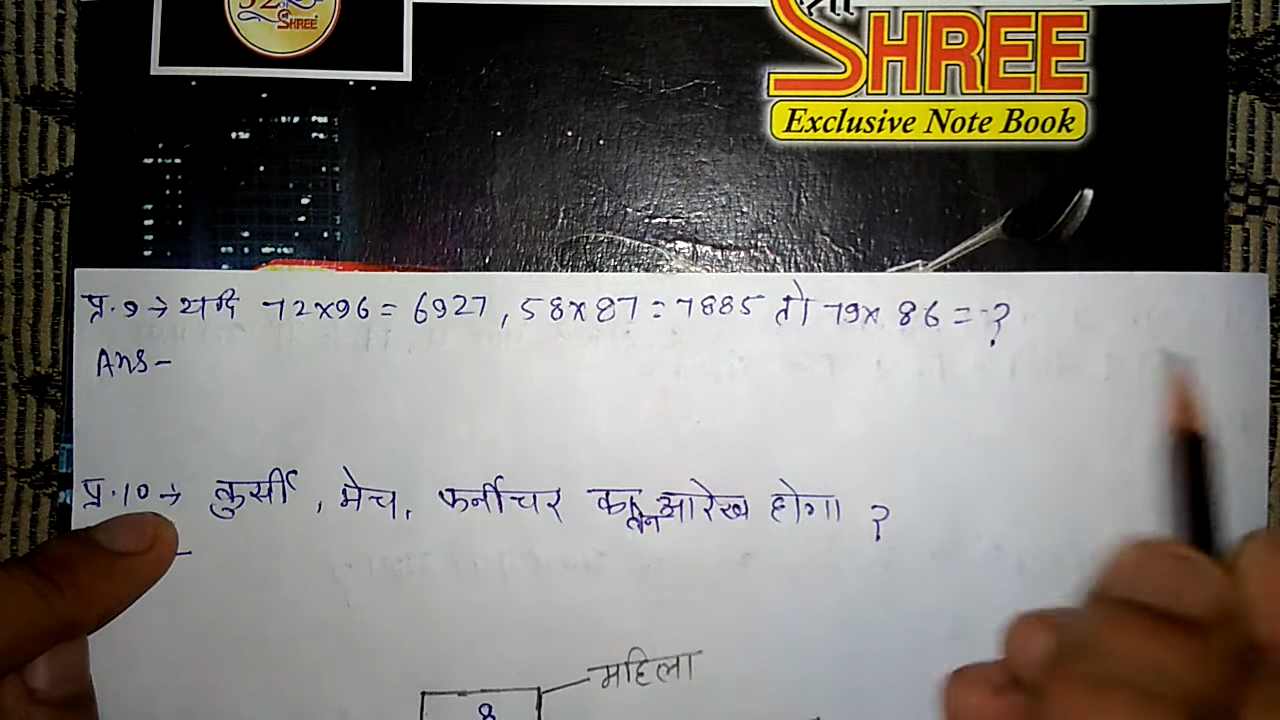 SHREE
SHREE
Exclusive Note Book
प्र.9→ यदि 72×96 = 6927, 58×87 = 7885 तो 79× 86 = ?
Ans-
प्र.10→ कुर्सी, मेच, फर्नीचर का वेन आरेख होगा ?
महिला
8